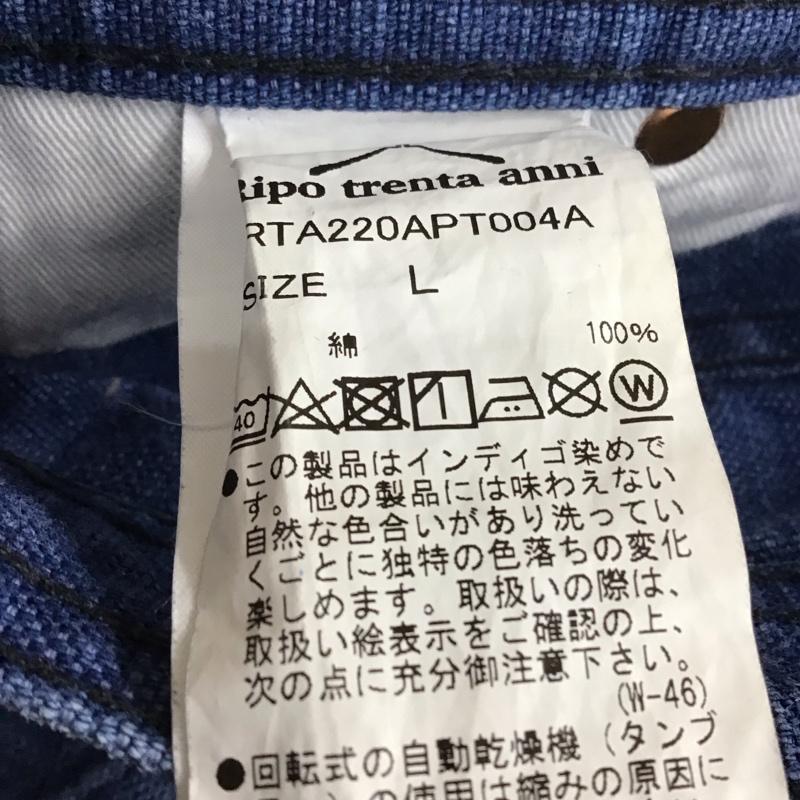 Ripo trenta anni
RTA220APT004A
SIZE L
綿 100%
40 W
●この製品はインディゴ染めで
す。他の製品には味わえない
自然な色合いがあり洗ってい
くごとに独特の色落ちの変化
楽しめます。取扱いの際は、
取扱い絵表示をご確認の上、
次の点に充分御注意下さい。
(W-46)
●回転式の自動乾燥機（タンブ
の使用は縮みの原因に